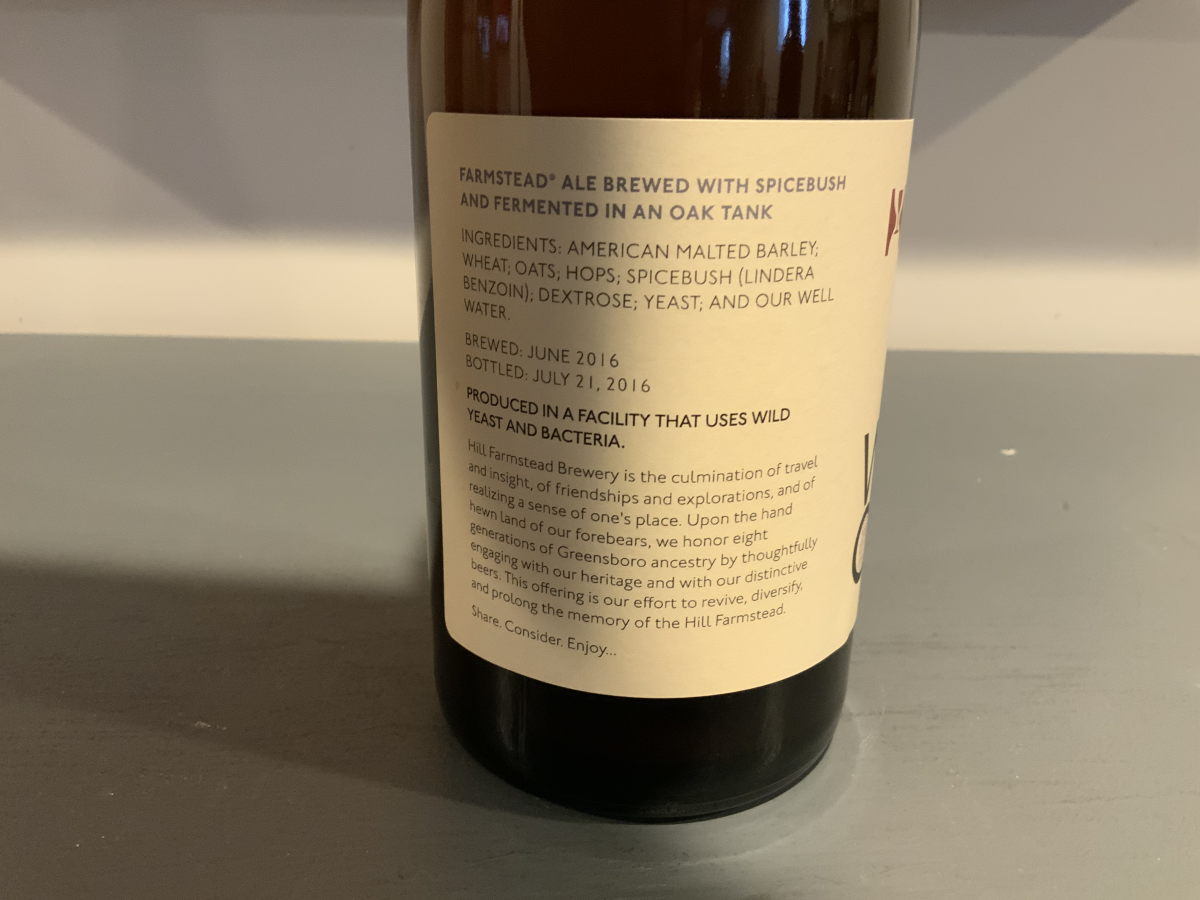 FARMSTEAD® ALE BREWED WITH SPICEBUSH
AND FERMENTED IN AN OAK TANK
INGREDIENTS: AMERICAN MALTED BARLEY;
WHEAT; OATS; HOPS; SPICEBUSH (LINDERA
BENZOIN); DEXTROSE; YEAST; AND OUR WELL
WATER.
BREWED: JUNE 2016
BOTTLED: JULY 21, 2016
PRODUCED IN A FACILITY THAT USES WILD
YEAST AND BACTERIA.
Hill Farmstead Brewery is the culmination of travel
and insight, of friendships and explorations, and of
realizing a sense of one's place. Upon the hand
hewn land of our forebears, we honor eight
generations of Greensboro ancestry by thoughtfully
engaging with our heritage and with our distinctive
beers. This offering is our effort to revive, diversify,
and prolong the memory of the Hill Farmstead.
Share. Consider. Enjoy...